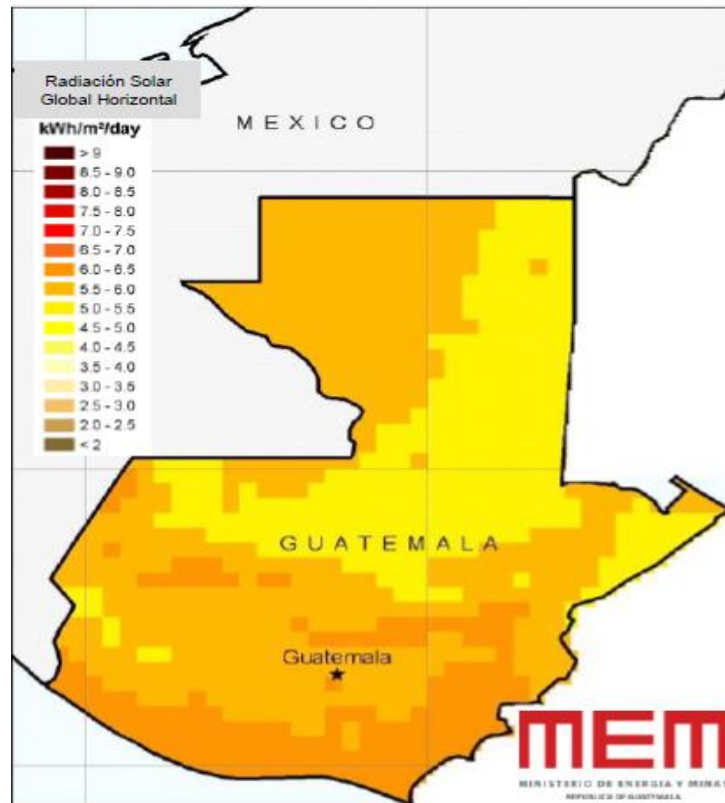 Radiación Solar
Global Horizontal
kWh/m²/day
> 9
8.5 - 9.0
8.0 - 8.5
7.5 - 8.0
7.0 - 7.5
6.5 - 7.0
6.0 - 6.5
5.5 - 6.0
5.0 - 5.5
4.5 - 5.0
4.0 - 4.5
3.5 - 4.0
3.0 - 3.5
2.5 - 3.0
2.0 - 2.5
< 2
MEXICO
GUATEMALA
Guatemala
MEM
MINISTERIO DE ENERGIA Y MINAS
REPUBLICA DE GUATEMALA